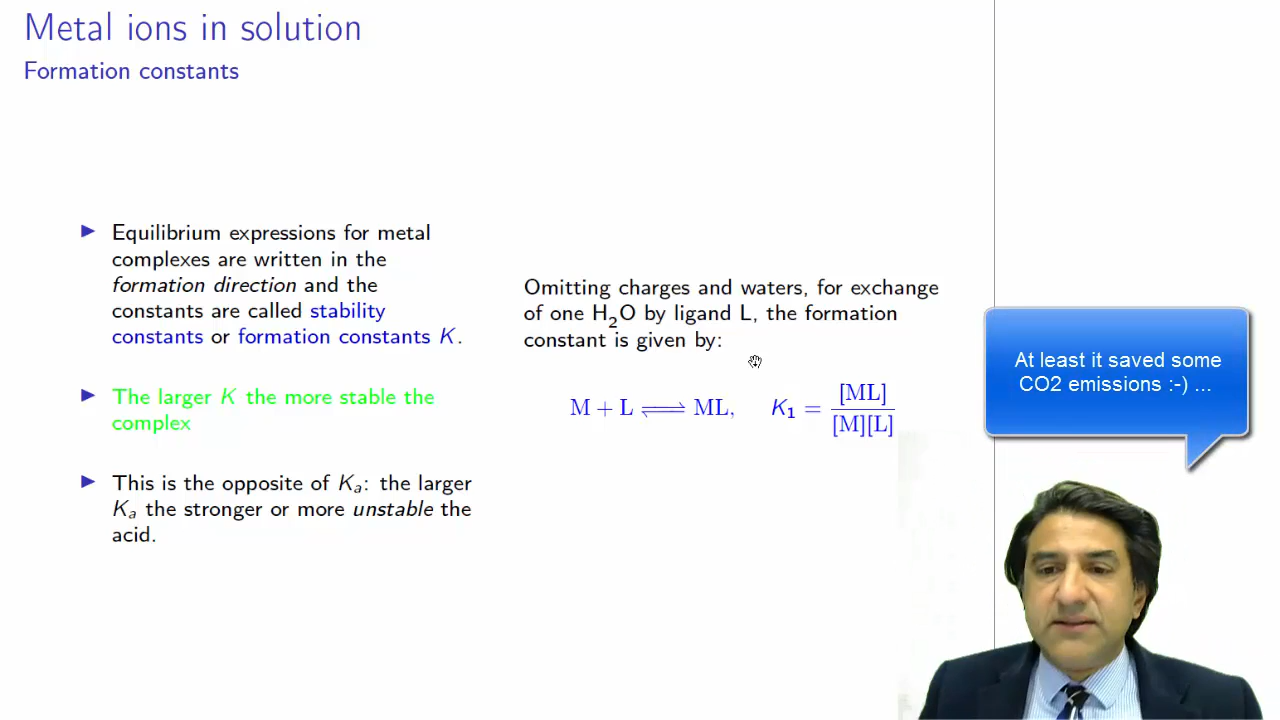 Metal ions in solution
Formation constants
▶ Equilibrium expressions for metal
complexes are written in the
formation direction and the
constants are called stability
constants or formation constants K.
▶ The larger K the more stable the
complex
▶ This is the opposite of Kₐ: the larger
Kₐ the stronger or more unstable the
acid.
Omitting charges and waters, for exchange
of one H₂O by ligand L, the formation
constant is given by:
M + L ⇌ ML, K₁ = [ML] / [M][L]
At least it saved some
CO2 emissions :-) ...